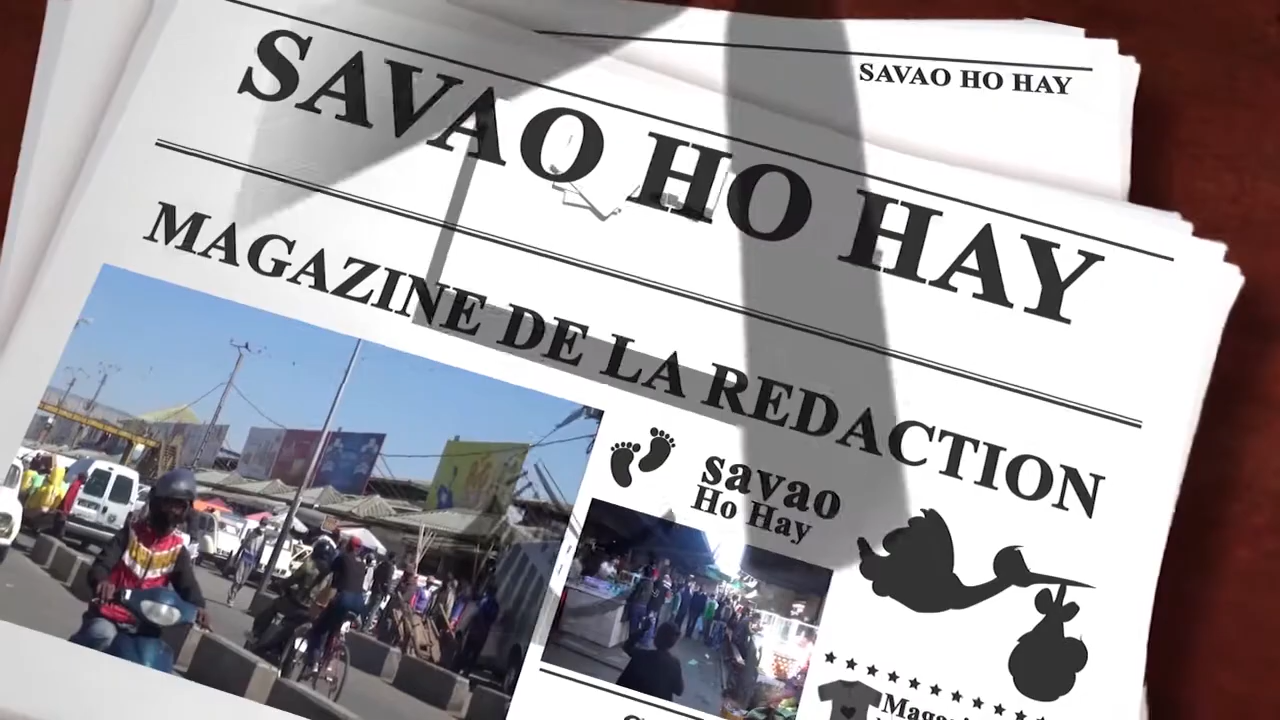 SAVAO HO HAY
SAVAO HO HAY
MAGAZINE DE LA REDACTION
savao
Ho Hay